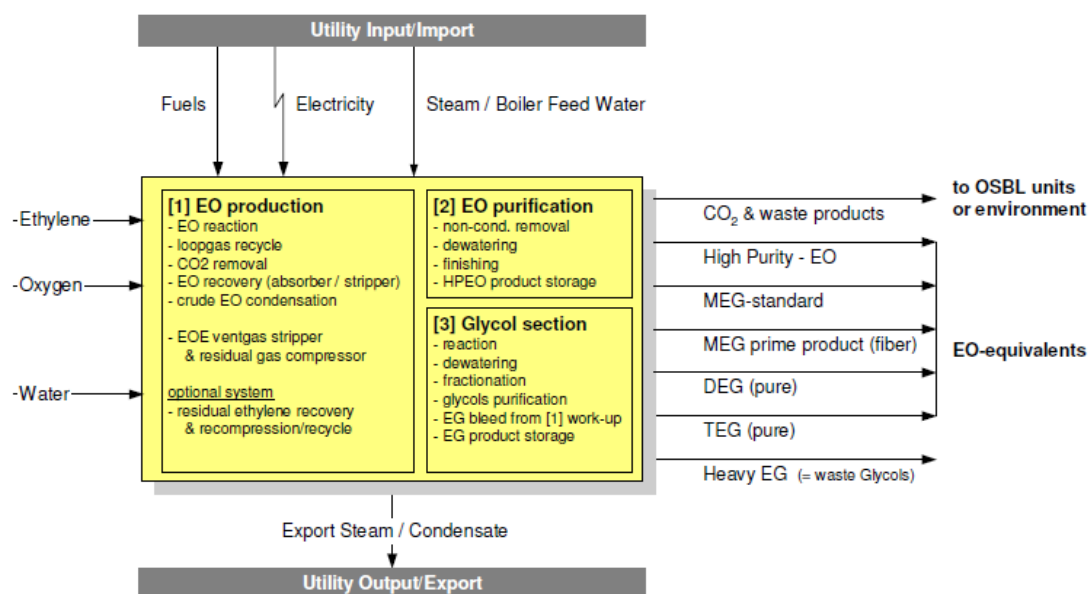 Utility Input/Import
Fuels
Electricity
Steam / Boiler Feed Water
-Ethylene
-Oxygen
-Water
[1] EO production
- EO reaction
- loopgas recycle
- CO2 removal
- EO recovery (absorber / stripper)
- crude EO condensation
- EOE ventgas stripper
& residual gas compressor
optional system
- residual ethylene recovery
& recompression/recycle
[2] EO purification
- non-cond. removal
- dewatering
- finishing
- HPEO product storage
[3] Glycol section
- reaction
- dewatering
- fractionation
- glycols purification
- EG bleed from [1] work-up
- EG product storage
CO₂ & waste products
High Purity - EO
MEG-standard
MEG prime product (fiber)
DEG (pure)
TEG (pure)
Heavy EG (= waste Glycols)
to OSBL units
or environment
EO-equivalents
Export Steam / Condensate
Utility Output/Export